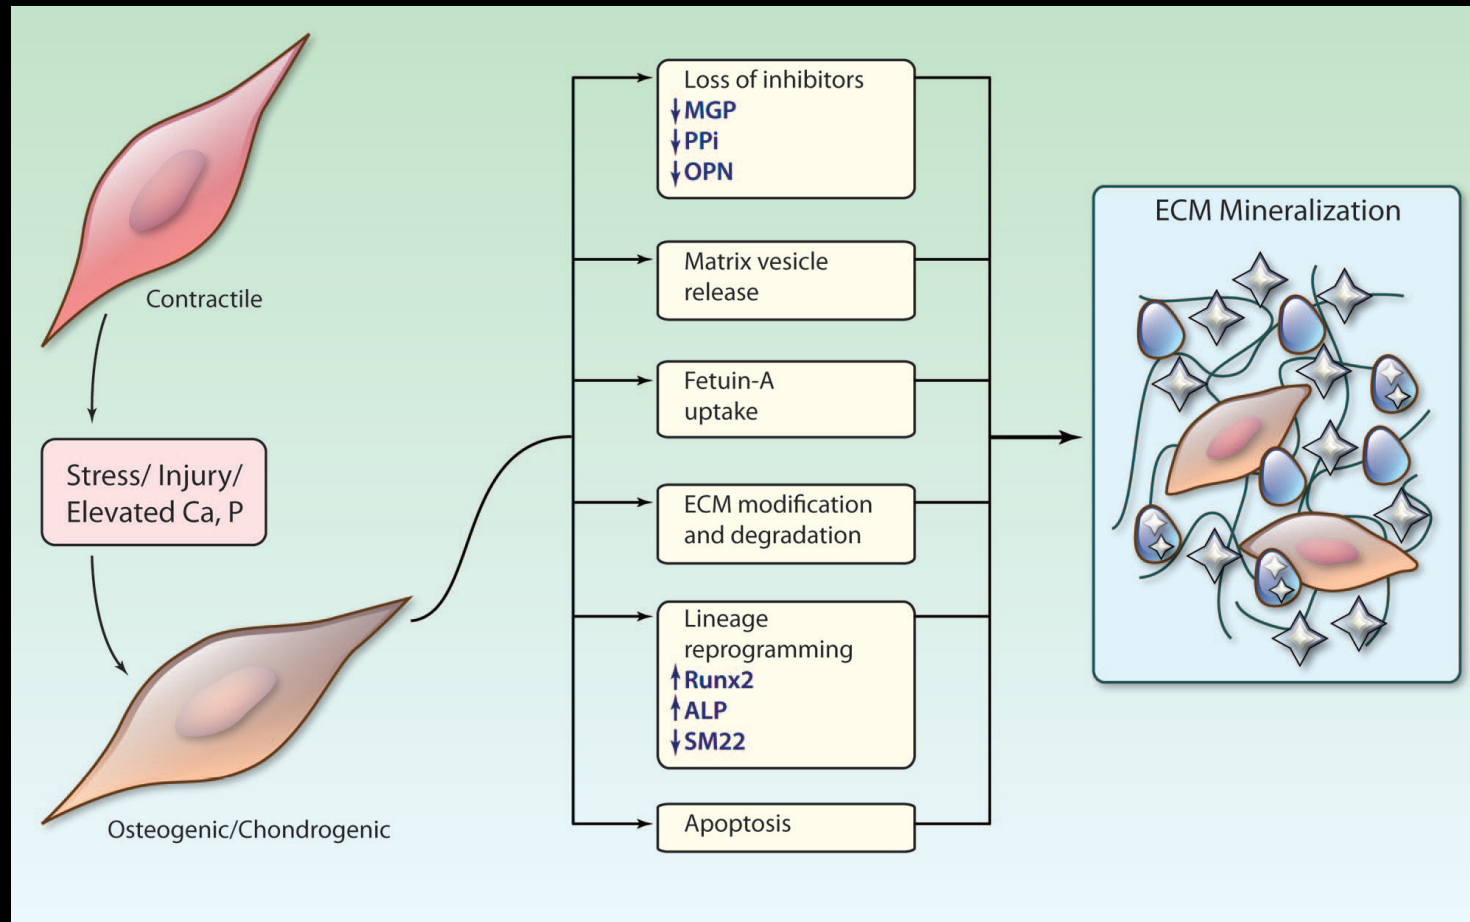 Contractile
Stress/ Injury/
Elevated Ca, P
Osteogenic/Chondrogenic
Loss of inhibitors
↓MGP
↓PPi
↓OPN
Matrix vesicle
release
Fetuin-A
uptake
ECM modification
and degradation
Lineage
reprogramming
↑Runx2
↑ALP
↓SM22
Apoptosis
ECM Mineralization